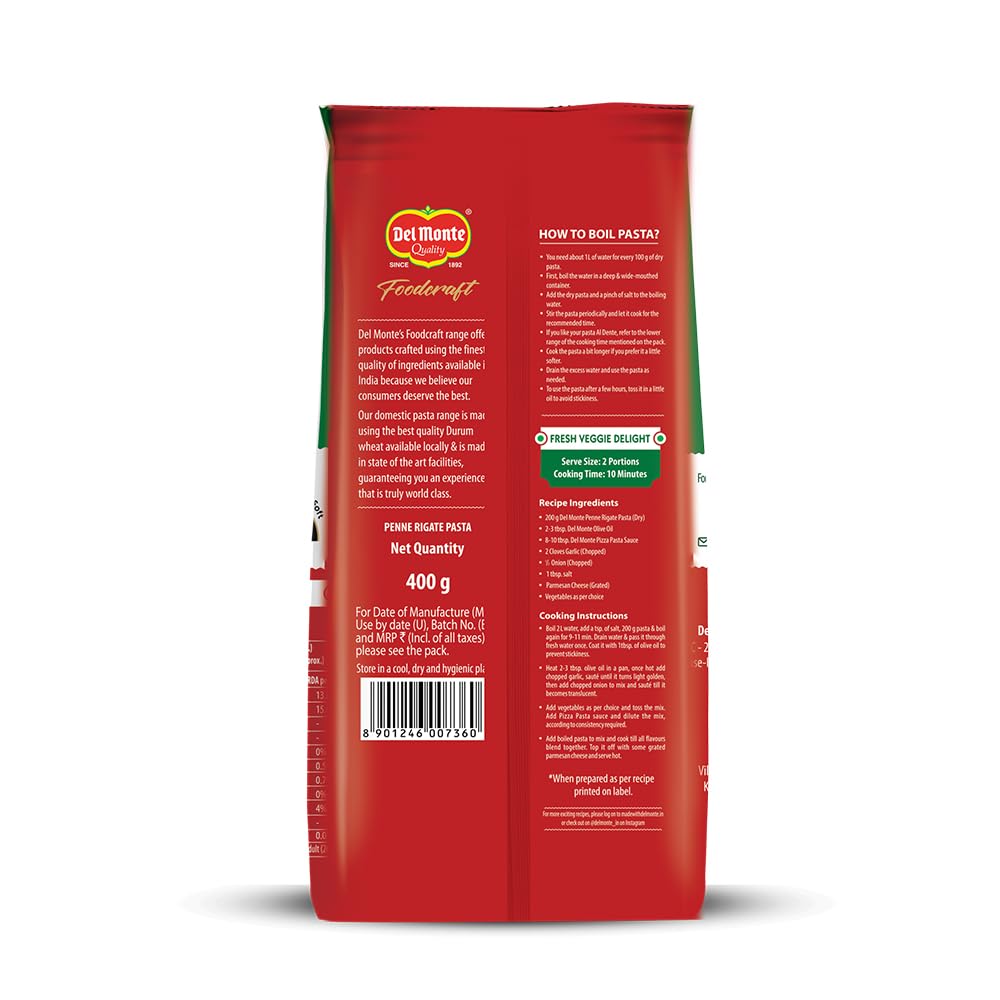 Del Monte
®
Quality
SINCE 1892
Foodcraft
Del Monte's Foodcraft range offe
products crafted using the finest
quality of ingredients available i
India because we believe our
consumers deserve the best.
Our domestic pasta range is mad
using the best quality Durum
wheat available locally & is mad
in state of the art facilities,
guaranteeing you an experience
that is truly world class.
PENNE RIGATE PASTA
Net Quantity
400 g
For Date of Manufacture (M
Use by date (U), Batch No. (B
and MRP ₹ (Incl. of all taxes)
please see the pack.
Store in a cool, dry and hygienic pla
8 901246 007360
HOW TO BOIL PASTA?
• You need about 1L of water for every 100 g of dry
pasta.
• First, boil the water in a deep & wide-mouthed
container.
• Add the dry pasta and a pinch of salt to the boiling
water.
• Stir the pasta periodically and let it cook for the
recommended time.
• If you like your pasta Al Dente, refer to the lower
range of the cooking time mentioned on the pack.
• Cook the pasta a bit longer if you prefer it a little
softer.
• Drain the excess water and use the pasta as
needed.
• To use the pasta after a few hours, toss it in a little
oil to avoid stickiness.
FRESH VEGGIE DELIGHT
Serve Size: 2 Portions
Cooking Time: 10 Minutes
Recipe Ingredients
• 200 g Del Monte Penne Rigate Pasta (Dry)
• 2-3 tbsp. Del Monte Olive Oil
• 8-10 tbsp. Del Monte Pizza Pasta Sauce
• 2 Cloves Garlic (Chopped)
• Onion (Chopped)
• 1 tbsp. salt
• Parmesan Cheese (Grated)
• Vegetables as per choice
Cooking Instructions
• Boil 2L water, add a tsp. of salt, 200 g pasta & boil
again for 9-11 min. Drain water & pass it through
fresh water once. Coat it with 1tbsp. of olive oil to
prevent stickiness.
• Heat 2-3 tbsp. olive oil in a pan, once hot add
chopped garlic, sauté until it turns light golden,
then add chopped onion to mix and sauté till it
becomes translucent.
• Add vegetables as per choice and toss the mix.
Add Pizza Pasta sauce and dilute the mix,
according to consistency required.
• Add boiled pasta to mix and cook till all flavours
blend together. Top it off with some grated
parmesan cheese and serve hot.
*When prepared as per recipe
printed on label.
For more exciting recipes, please log on to madewithdelmonte.in
or check out on @delmonte_in on Instagram